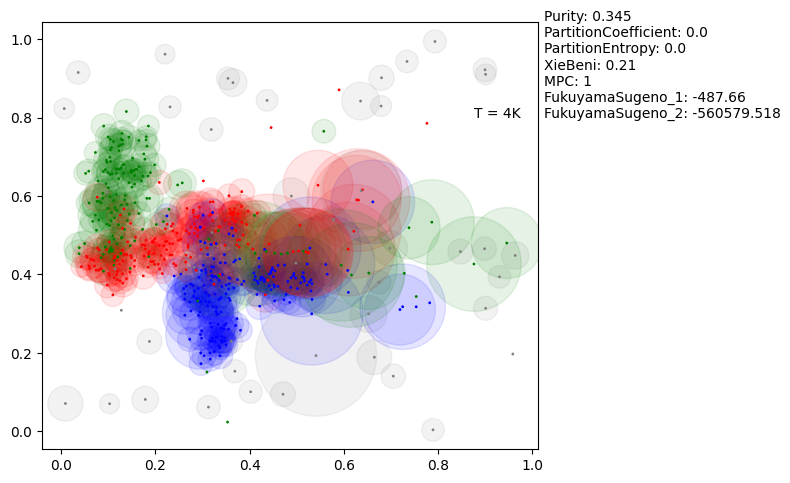 Purity: 0.345
PartitionCoefficient: 0.0
PartitionEntropy: 0.0
XieBeni: 0.21
MPC: 1
FukuyamaSugeno_1: -487.66
FukuyamaSugeno_2: -560579.518
T = 4K
1.0
0.8
0.6
0.4
0.2
0.0
0.0 0.2 0.4 0.6 0.8 1.0